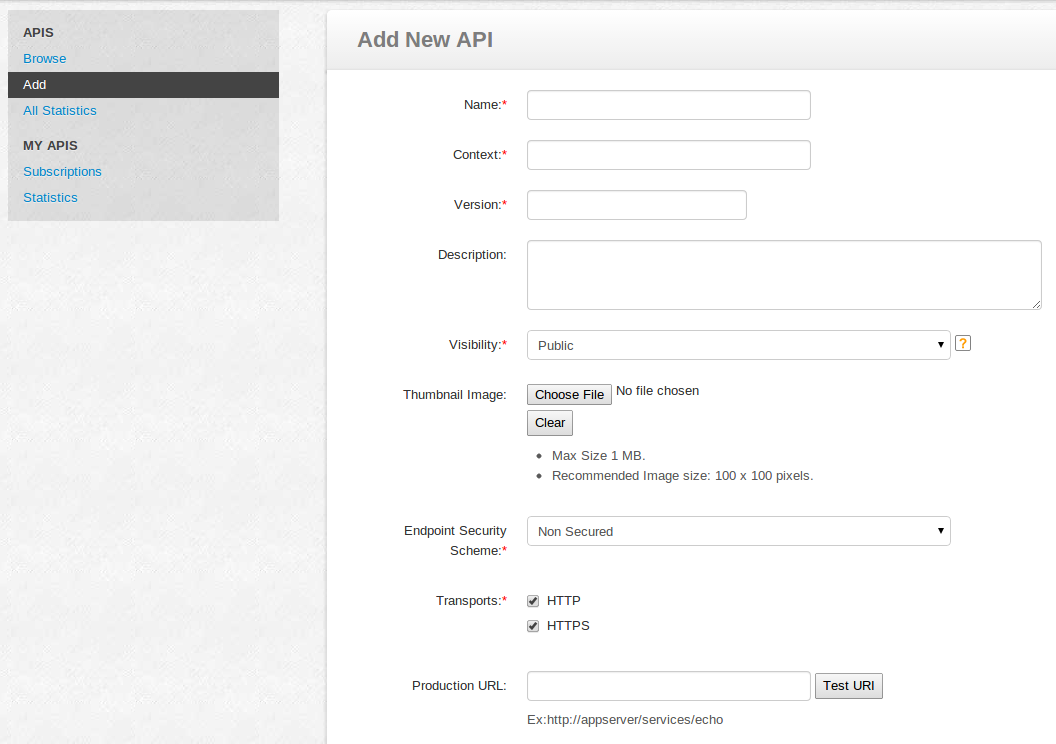 APIS
Browse
Add
All Statistics
MY APIS
Subscriptions
Statistics
Add New API
Name:*
Context:*
Version:*
Description:
Visibility:*
Public
?
Thumbnail Image:
Choose File No file chosen
Clear
Max Size 1 MB.
Recommended Image size: 100 x 100 pixels.
Endpoint Security
Scheme:*
Non Secured
Transports:*
HTTP
HTTPS
Production URL:
Test URI
Ex:http://appserver/services/echo